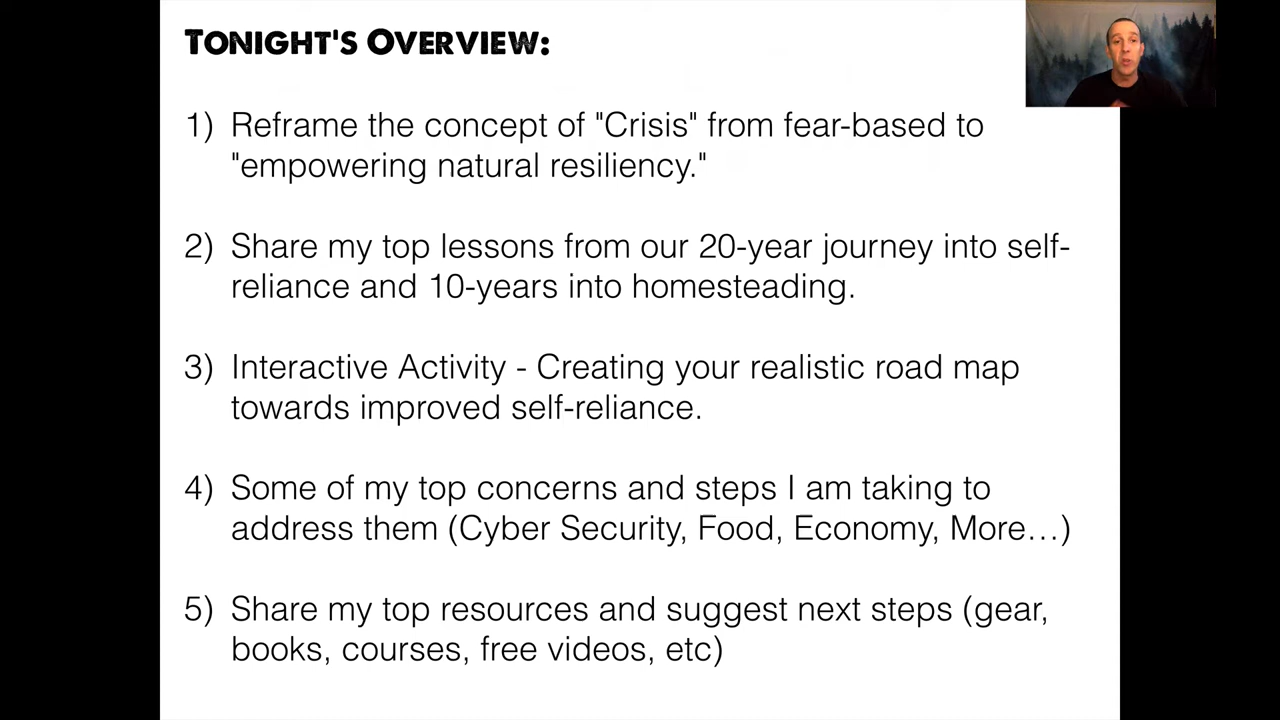 TONIGHT'S OVERVIEW:
1) Reframe the concept of "Crisis" from fear-based to
"empowering natural resiliency."
2) Share my top lessons from our 20-year journey into self-
reliance and 10-years into homesteading.
3) Interactive Activity - Creating your realistic road map
towards improved self-reliance.
4) Some of my top concerns and steps I am taking to
address them (Cyber Security, Food, Economy, More...)
5) Share my top resources and suggest next steps (gear,
books, courses, free videos, etc)